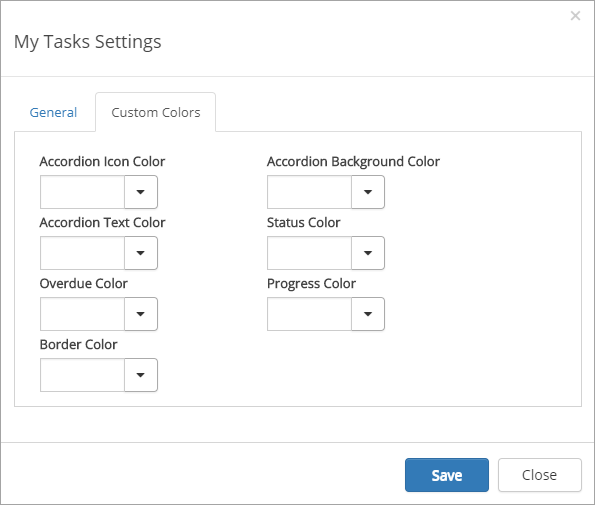 My Tasks Settings
General
Custom Colors
Accordion Icon Color
Accordion Background Color
Accordion Text Color
Status Color
Overdue Color
Progress Color
Border Color
Save
Close